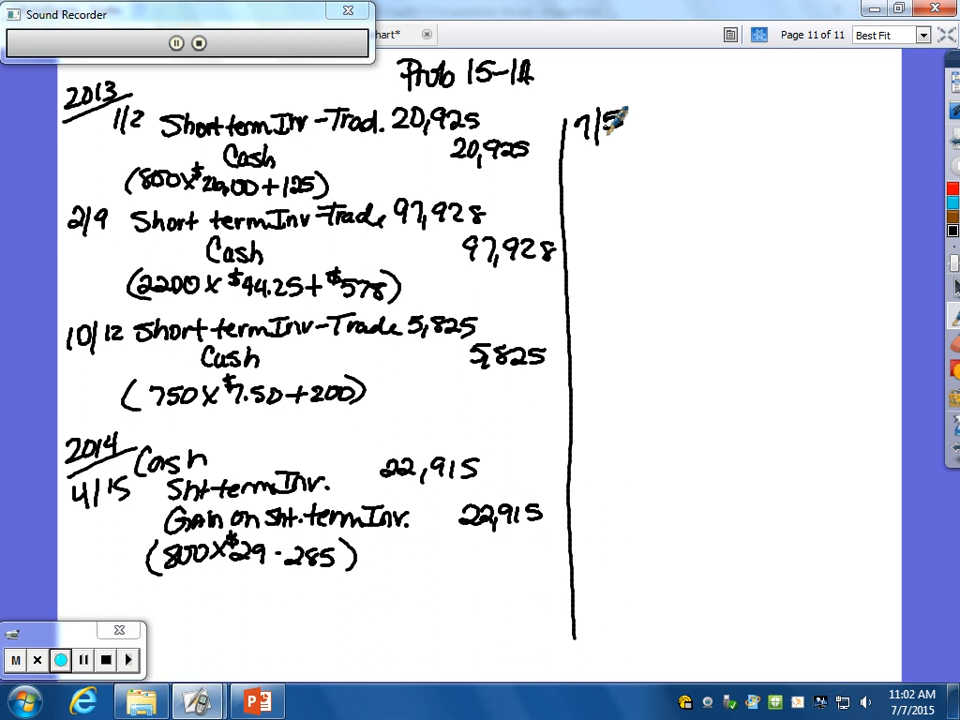 Sound Recorder
hart*
Page 11 of 11
Best Fit
Prob 15-1A
2013
1/2 Short term Inv-Trad. 20,925
Cash 20,925
(800 x $26.00 + 125)
2/9 Short term Inv-Trade 97,928
Cash 97,928
(2200 x $44.25 + $578)
10/12 Short term Inv-Trade 5,825
Cash 5,825
(750 x $7.50 + 200)
2014
4/15 Cash 22,915
Sht term Inv.
Gain on Sht. term Inv. 22,915
(800 x $29 - 285)
7/5
M
11:02 AM
7/7/2015